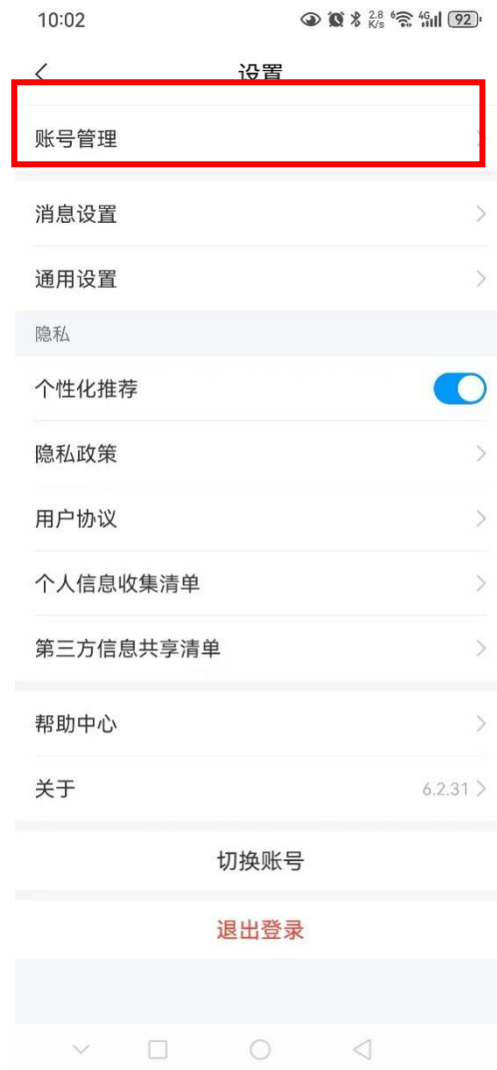 10:02 2.8 K/s 6 4G 92
设置
账号管理
消息设置
通用设置
隐私
个性化推荐
隐私政策
用户协议
个人信息收集清单
第三方信息共享清单
帮助中心
关于 6.2.31
切换账号
退出登录